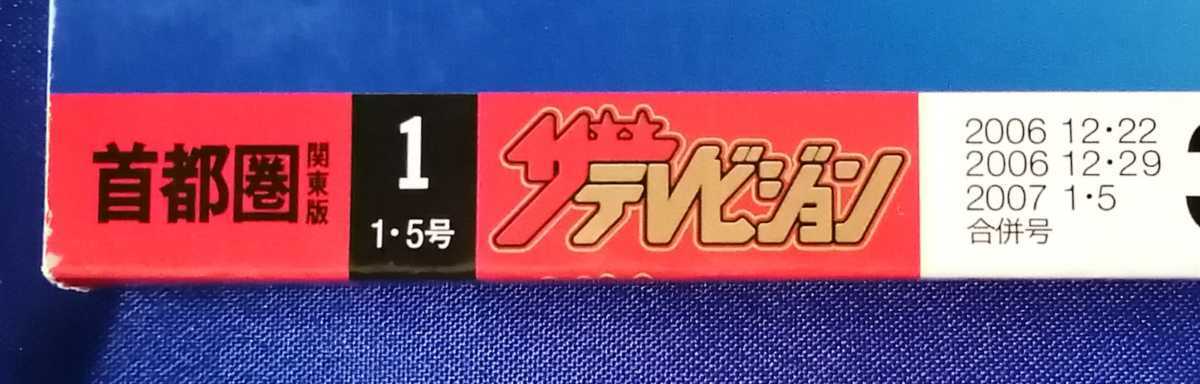 首都圏
関東版
1
1・5号
ザテレビジョン
2006 12・22
2006 12・29
2007 1・5
合併号